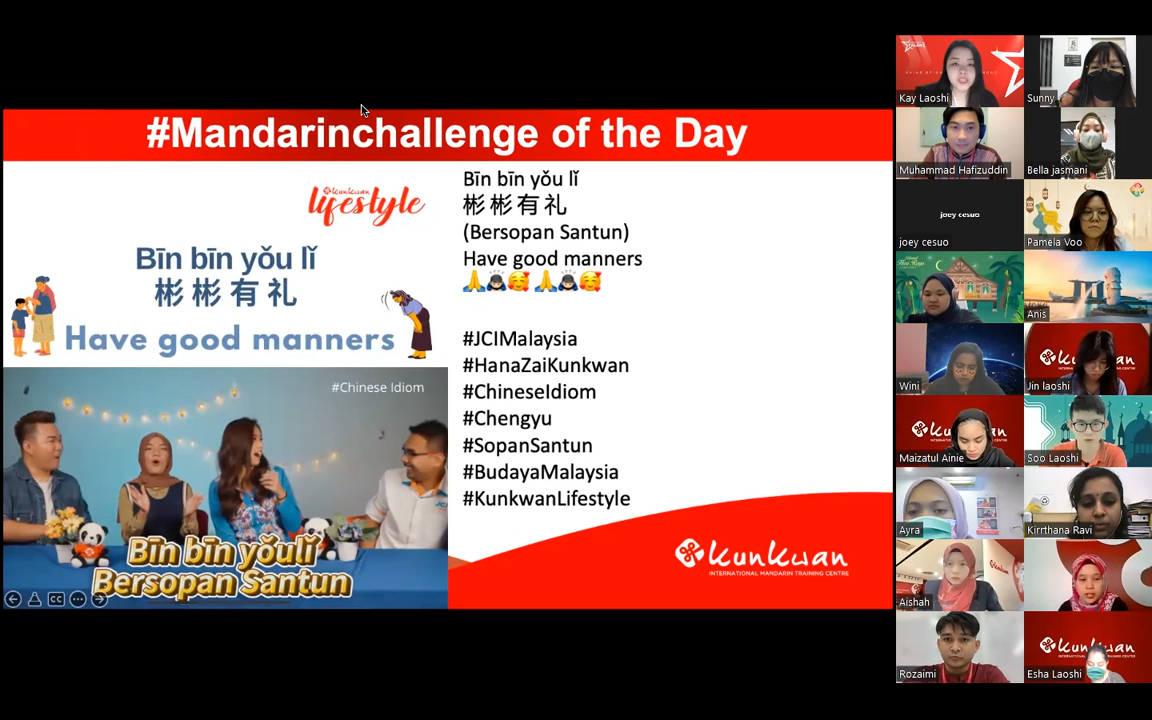 #Mandarinchallenge of the Day
kunkwan
lifestyle
Bīn bīn yǒu lǐ
彬彬有礼
Have good manners
#Chinese Idiom
Bīn bīn yǒulǐ
Bersopan Santun
CC
Bīn bīn yǒu lǐ
彬彬有礼
(Bersopan Santun)
Have good manners
🙏🙇🏻‍♀️🥰 🙏🙇🏻‍♀️🥰
#JCIMalaysia
#HanaZaiKunkwan
#ChineseIdiom
#Chengyu
#SopanSantun
#BudayaMalaysia
#KunkwanLifestyle
kunkwan
INTERNATIONAL MANDARIN TRAINING CENTRE
Kay Laoshi
Sunny
Muhammad Hafizuddin
Bella jasmani
joey cesuo
joey cesuo
Pamela Voo
Anis
Wini
Jin laoshi
Maizatul Ainie
Soo Laoshi
Ayra
Kirrthana Ravi
Aishah
Rozaimi
kunkwan
Esha Laoshi